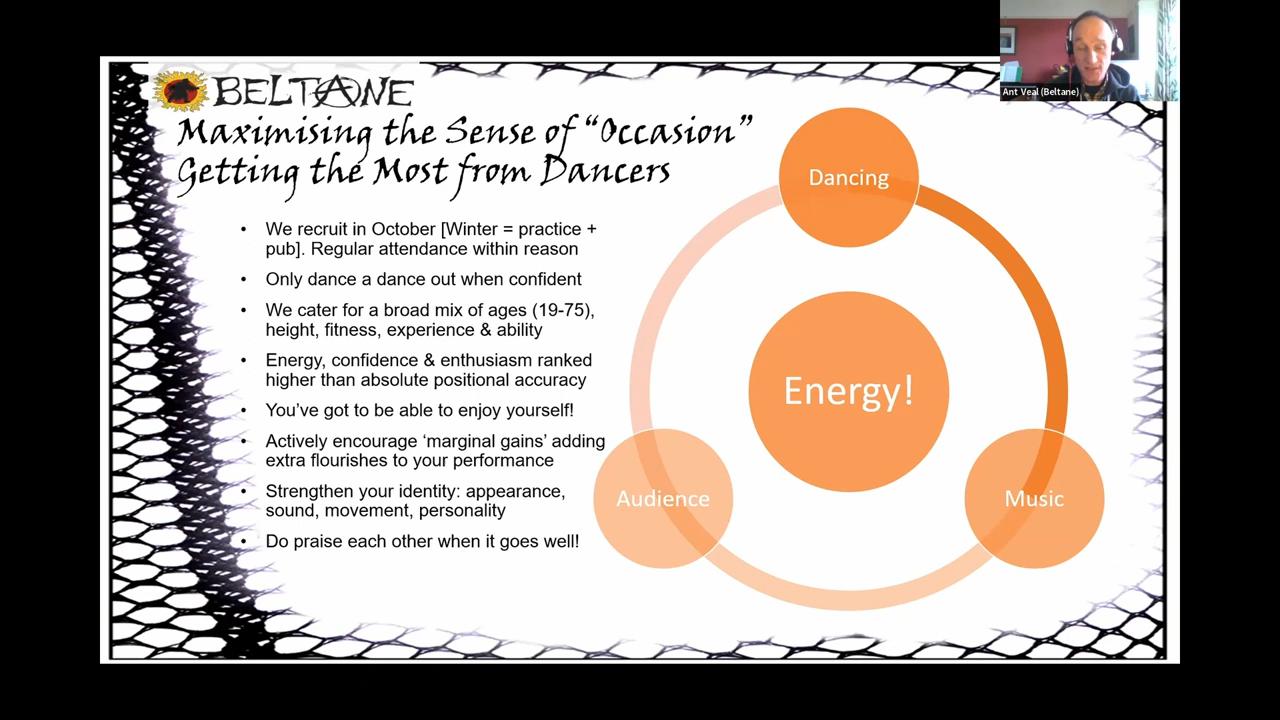 BELTANE
Maximising the Sense of “Occasion”
Getting the Most from Dancers
• We recruit in October [Winter = practice +
pub]. Regular attendance within reason
• Only dance a dance out when confident
• We cater for a broad mix of ages (19-75),
height, fitness, experience & ability
• Energy, confidence & enthusiasm ranked
higher than absolute positional accuracy
• You’ve got to be able to enjoy yourself!
• Actively encourage ‘marginal gains’ adding
extra flourishes to your performance
• Strengthen your identity: appearance,
sound, movement, personality
• Do praise each other when it goes well!
Dancing
Energy!
Audience
Music
Ant Veal (Beltane)